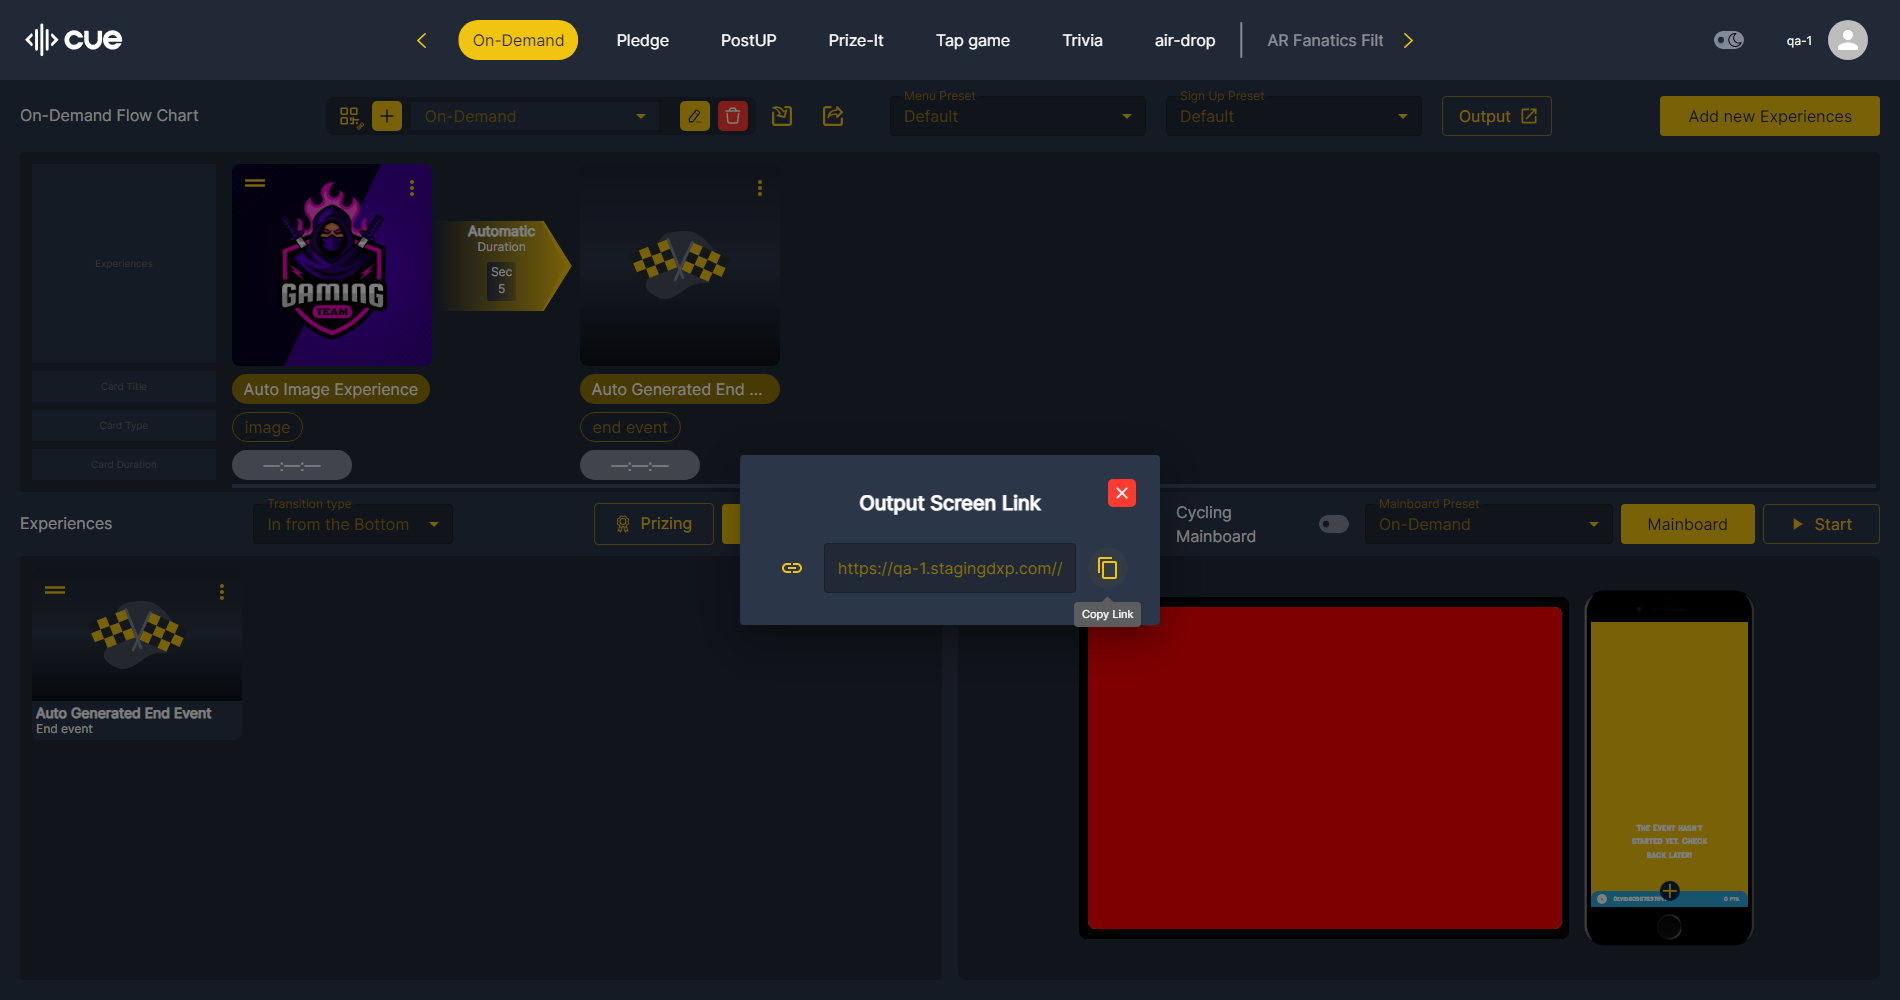 cue
On-Demand
Pledge
PostUP
Prize-It
Tap game
Trivia
air-drop
AR Fanatics Filt
qa-1
On-Demand Flow Chart
On-Demand
Menu Preset
Default
Sign Up Preset
Default
Output
Add new Experiences
Experiences
GAMING
TEAM
Automatic
Duration
Sec
5
Card Title
Auto Image Experience
Auto Generated End ...
Card Type
image
end event
Card Duration
—:—:—
—:—:—
Output Screen Link
https://qa-1.stagingdxp.com//
Copy Link
Experiences
Transition type
In from the Bottom
Prizing
Cycling
Mainboard
Mainboard Preset
On-Demand
Mainboard
Start
Auto Generated End Event
End event
The Event hasn't
started yet. Check
back later!
0 pts.